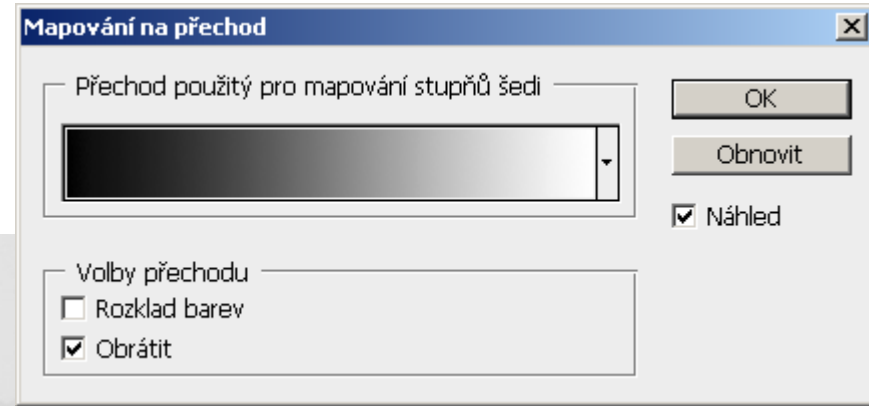 Mapování na přechod
Přechod použitý pro mapování stupňů šedi
OK
Obnovit
Náhled
Volby přechodu
Rozklad barev
Obrátit